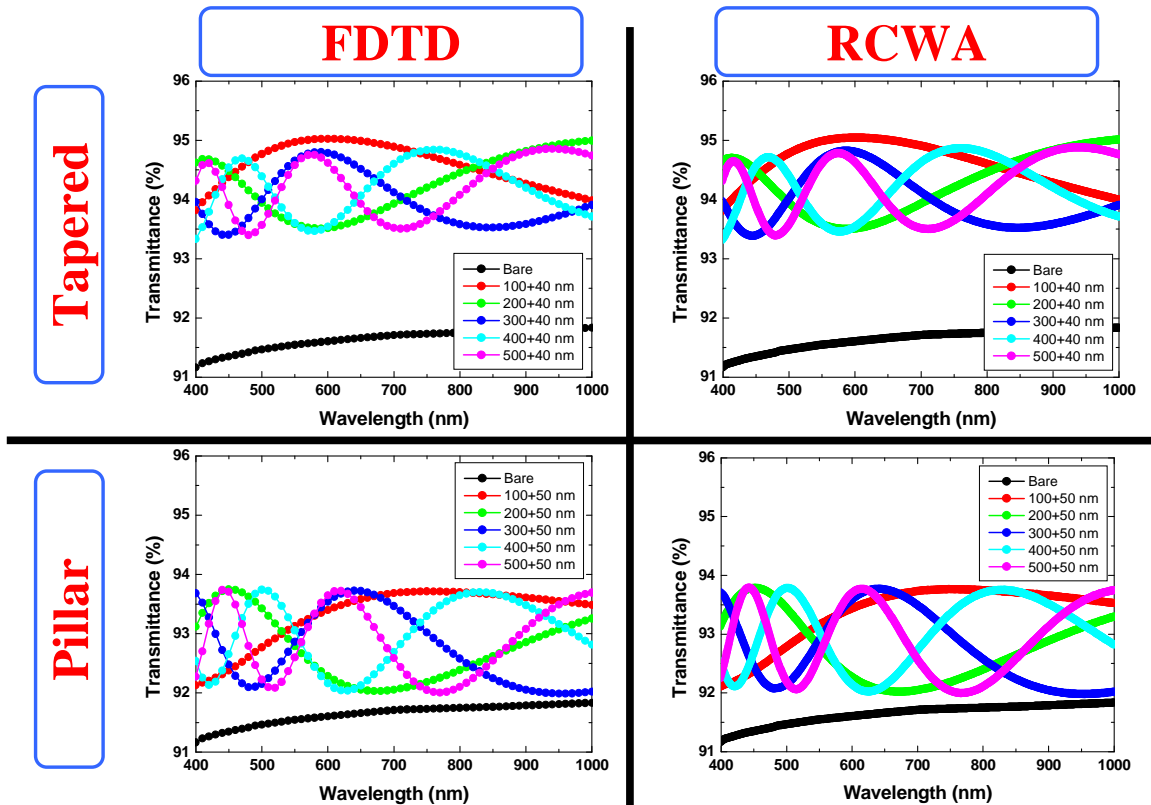 FDTD
RCWA
Tapered
96
95
94
93
92
91
400 500 600 700 800 900 1000
Transmittance (%)
Wavelength (nm)
Bare
100+40 nm
200+40 nm
300+40 nm
400+40 nm
500+40 nm
96
95
94
93
92
91
400 500 600 700 800 900 1000
Transmittance (%)
Wavelength (nm)
Bare
100+40 nm
200+40 nm
300+40 nm
400+40 nm
500+40 nm
Pillar
96
95
94
93
92
91
400 500 600 700 800 900 1000
Transmittance (%)
Wavelength (nm)
Bare
100+50 nm
200+50 nm
300+50 nm
400+50 nm
500+50 nm
96
95
94
93
92
91
400 500 600 700 800 900 1000
Transmittance (%)
Wavelength (nm)
Bare
100+50 nm
200+50 nm
300+50 nm
400+50 nm
500+50 nm